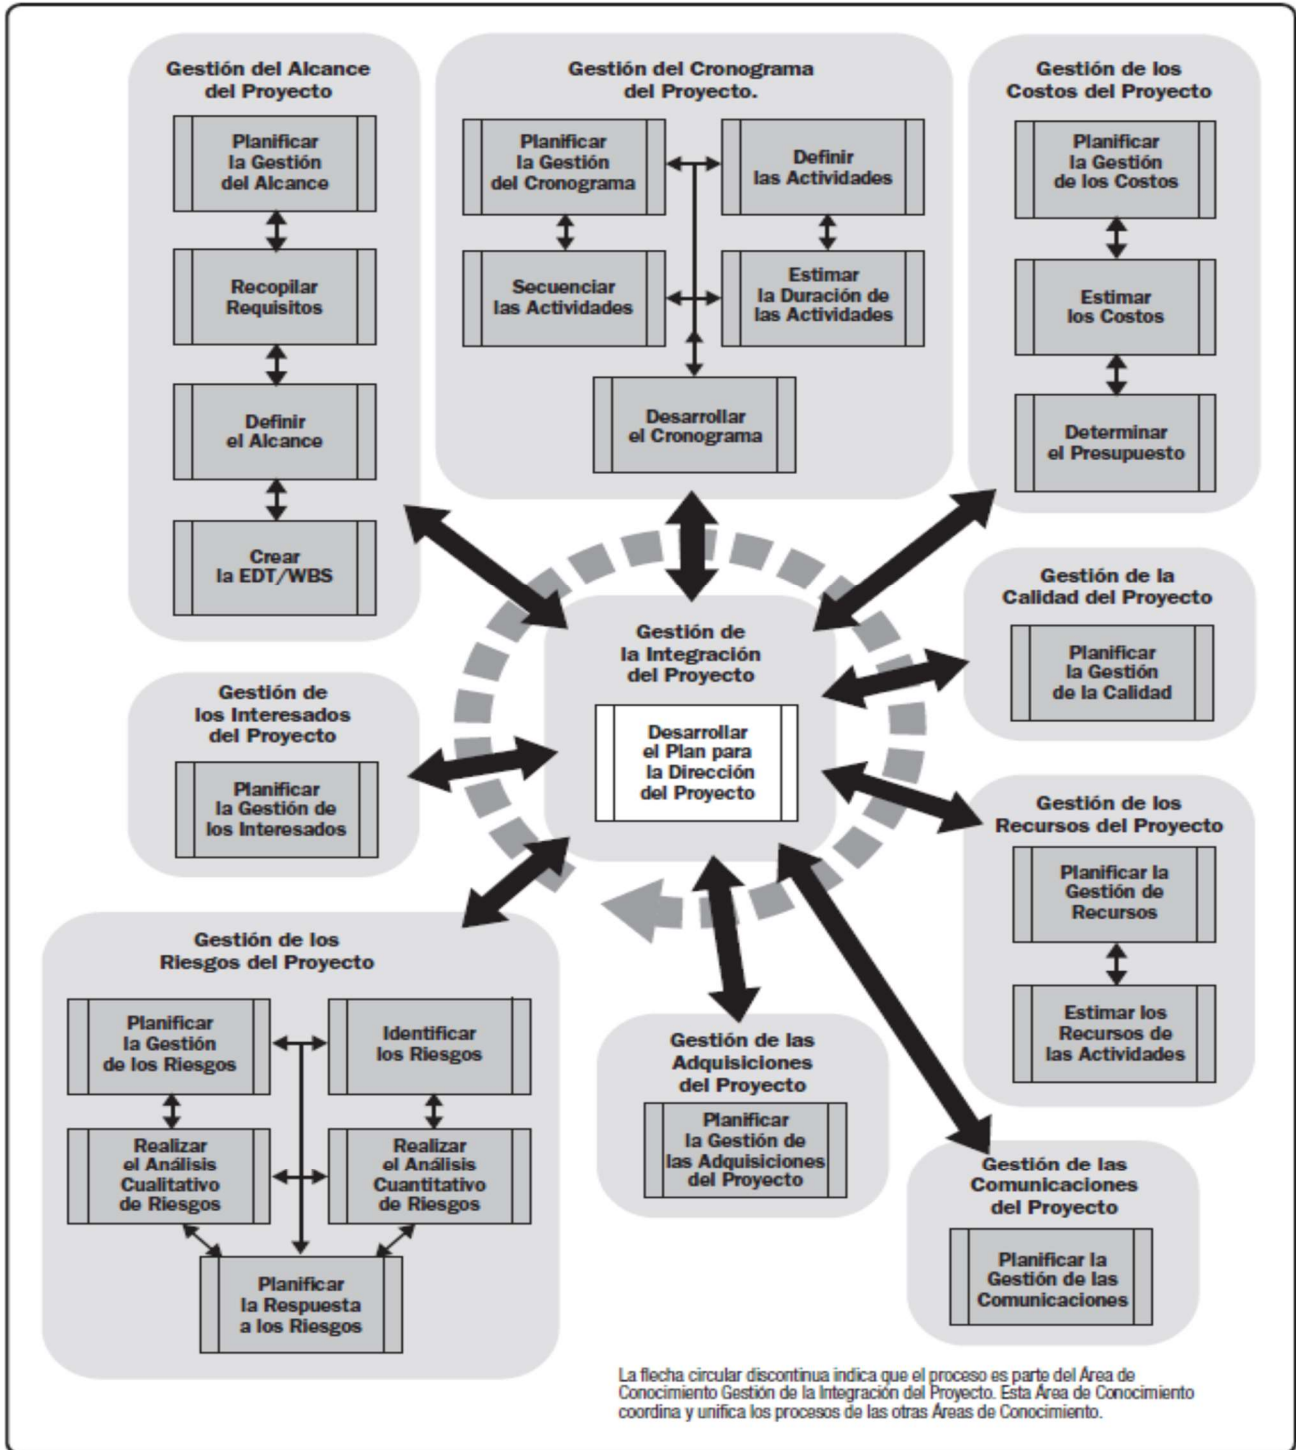 Gestión del Alcance
del Proyecto
Planificar
la Gestión
del Alcance
Recopilar
Requisitos
Definir
el Alcance
Crear
la EDT/WBS
Gestión del Cronograma
del Proyecto.
Planificar
la Gestión
del Cronograma
Definir
las Actividades
Secuenciar
las Actividades
Estimar
la Duración de
las Actividades
Desarrollar
el Cronograma
Gestión de los
Costos del Proyecto
Planificar
la Gestión
de los Costos
Estimar
los Costos
Determinar
el Presupuesto
Gestión de la
Calidad del Proyecto
Planificar
la Gestión
de la Calidad
Gestión de
la Integración
del Proyecto
Desarrollar
el Plan para
la Dirección
del Proyecto
Gestión de
los Interesados
del Proyecto
Planificar
la Gestión de
los Interesados
Gestión de los
Recursos del Proyecto
Planificar la
Gestión de
Recursos
Estimar los
Recursos de
las Actividades
Gestión de los
Riesgos del Proyecto
Planificar
la Gestión
de los Riesgos
Identificar
los Riesgos
Realizar
el Análisis
Cualitativo
de Riesgos
Realizar
el Análisis
Cuantitativo
de Riesgos
Planificar
la Respuesta
a los Riesgos
Gestión de las
Adquisiciones
del Proyecto
Planificar
la Gestión de
las Adquisiciones
del Proyecto
Gestión de las
Comunicaciones
del Proyecto
Planificar la
Gestión de las
Comunicaciones
La flecha circular discontinua indica que el proceso es parte del Área de
Conocimiento Gestión de la Integración del Proyecto. Esta Área de Conocimiento
coordina y unifica los procesos de las otras Áreas de Conocimiento.